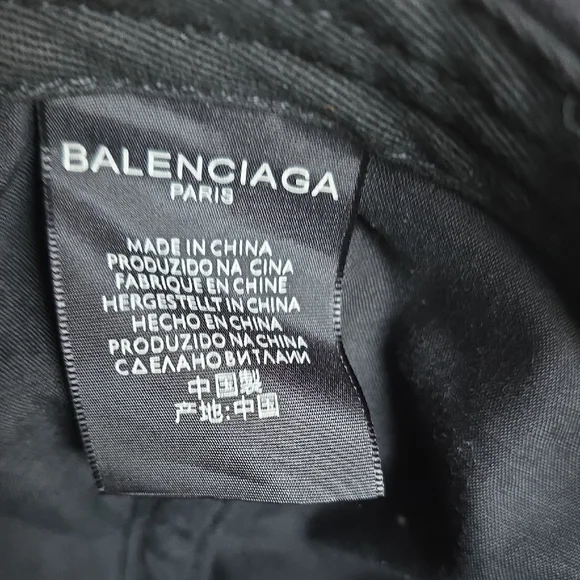 BALENCIAGA
PARIS
MADE IN CHINA
PRODUZIDO NA CINA
FABRIQUE EN CHINE
HERGESTELLT IN CHINA
HECHO EN CHINA
PRODUZIDO NA CHINA
СДЕЛАНО ВИТЛАИИ
中国製
产地:中国